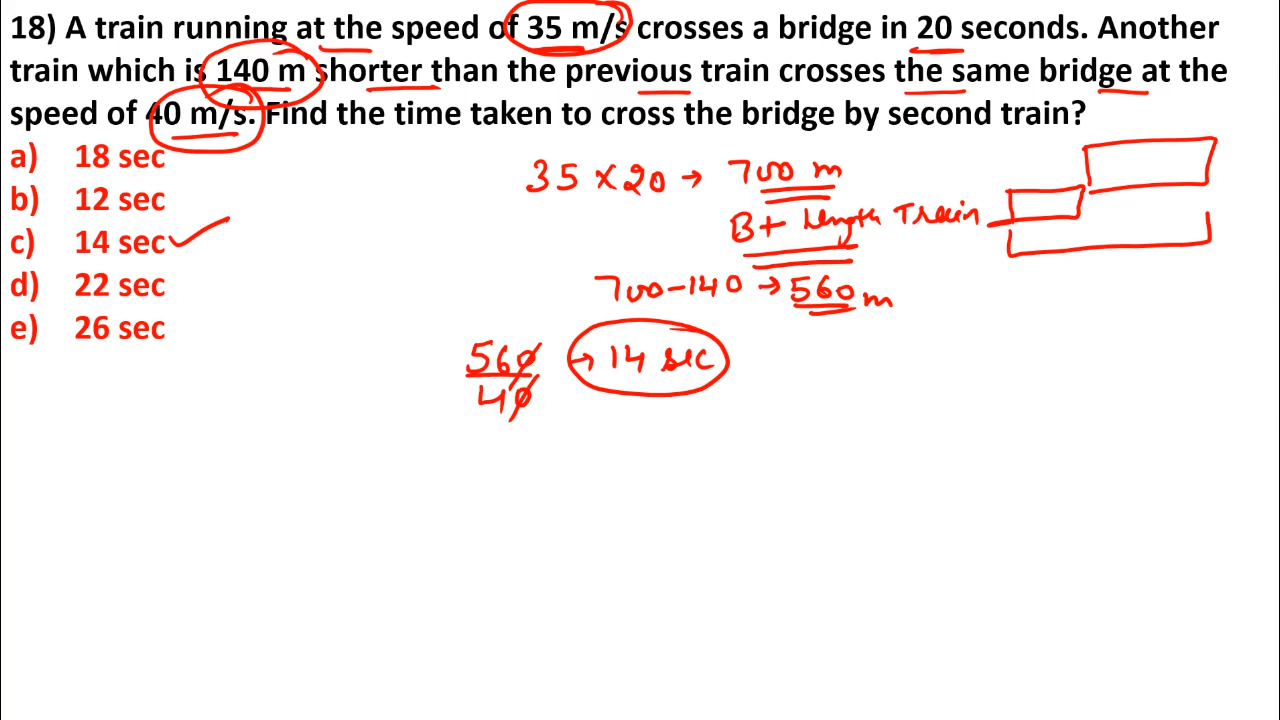 18) A train running at the speed of 35 m/s crosses a bridge in 20 seconds. Another
train which is 140 m shorter than the previous train crosses the same bridge at the
speed of 40 m/s. Find the time taken to cross the bridge by second train?
a) 18 sec
b) 12 sec
c) 14 sec
d) 22 sec
e) 26 sec
35 × 20 → 700 m
B + Length Train
700 - 140 → 560 m
560
40
→ 14 sec